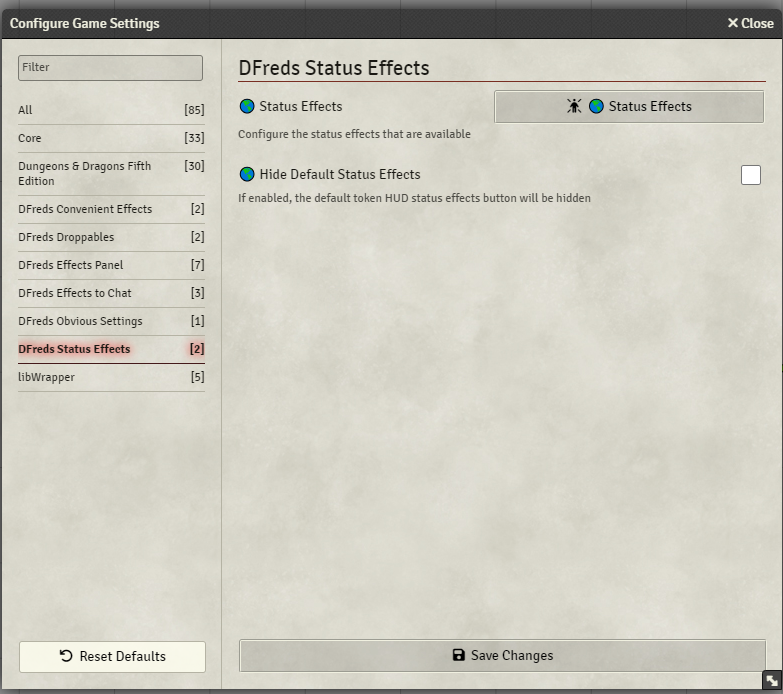 Configure Game Settings
Close
Filter
All [85]
Core [33]
Dungeons & Dragons Fifth [30]
Edition
DFreds Convenient Effects [2]
DFreds Droppables [2]
DFreds Effects Panel [7]
DFreds Effects to Chat [3]
DFreds Obvious Settings [1]
DFreds Status Effects [2]
libWrapper [5]
Reset Defaults
DFreds Status Effects
Status Effects
Status Effects
Configure the status effects that are available
Hide Default Status Effects
If enabled, the default token HUD status effects button will be hidden
Save Changes